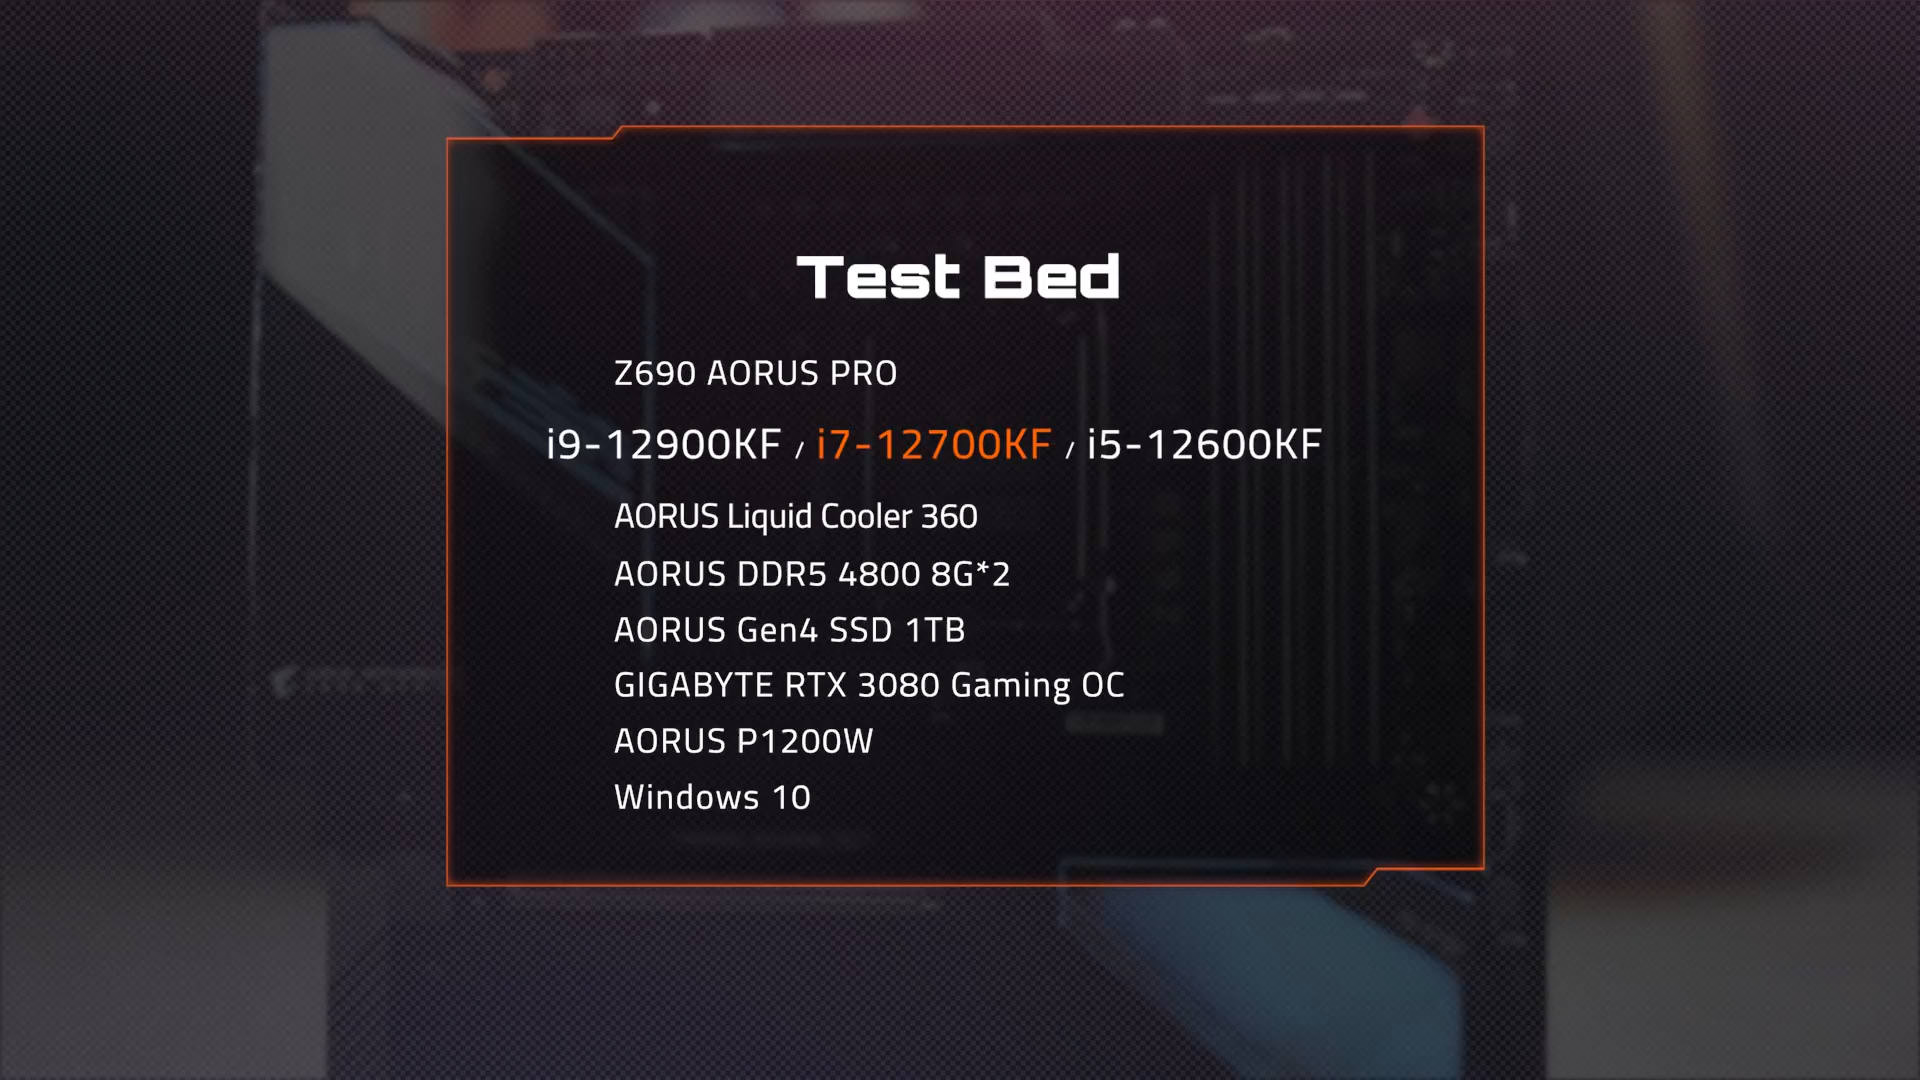 Test Bed
Z690 AORUS PRO
i9-12900KF / i7-12700KF / i5-12600KF
AORUS Liquid Cooler 360
AORUS DDR5 4800 8G*2
AORUS Gen4 SSD 1TB
GIGABYTE RTX 3080 Gaming OC
AORUS P1200W
Windows 10